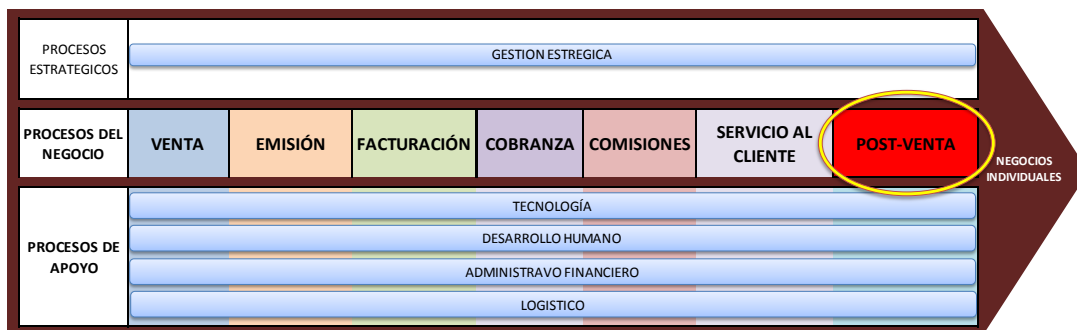 PROCESOS
ESTRATEGICOS
GESTION ESTREGICA
PROCESOS DEL
NEGOCIO
VENTA
EMISIÓN
FACTURACIÓN
COBRANZA
COMISIONES
SERVICIO AL
CLIENTE
POST-VENTA
NEGOCIOS
INDIVIDUALES
PROCESOS DE
APOYO
TECNOLOGÍA
DESARROLLO HUMANO
ADMINISTRAVO FINANCIERO
LOGISTICO